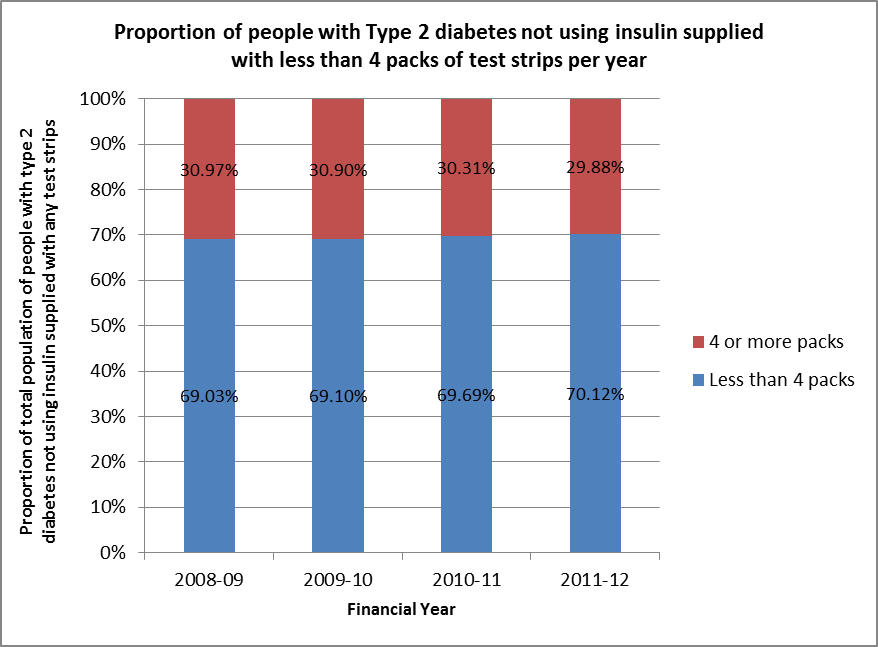 Proportion of people with Type 2 diabetes not using insulin supplied
with less than 4 packs of test strips per year
Proportion of total population of people with type 2
diabetes not using insulin supplied with any test strips
100%
90%
80%
70%
60%
50%
40%
30%
20%
10%
0%
30.97% 30.90% 30.31% 29.88%
69.03% 69.10% 69.69% 70.12%
4 or more packs
Less than 4 packs
2008-09 2009-10 2010-11 2011-12
Financial Year